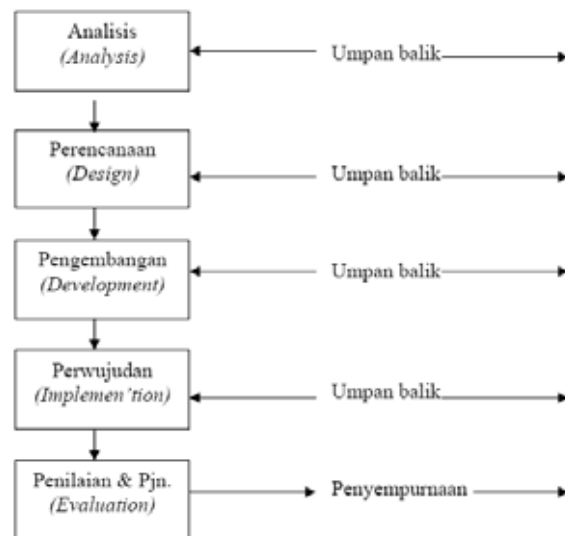 Analisis
(Analysis)
Umpan balik
Perencanaan
(Design)
Umpan balik
Pengembangan
(Development)
Umpan balik
Perwujudan
(Implemen'tion)
Umpan balik
Penilaian & Pjn.
(Evaluation)
Penyempurnaan